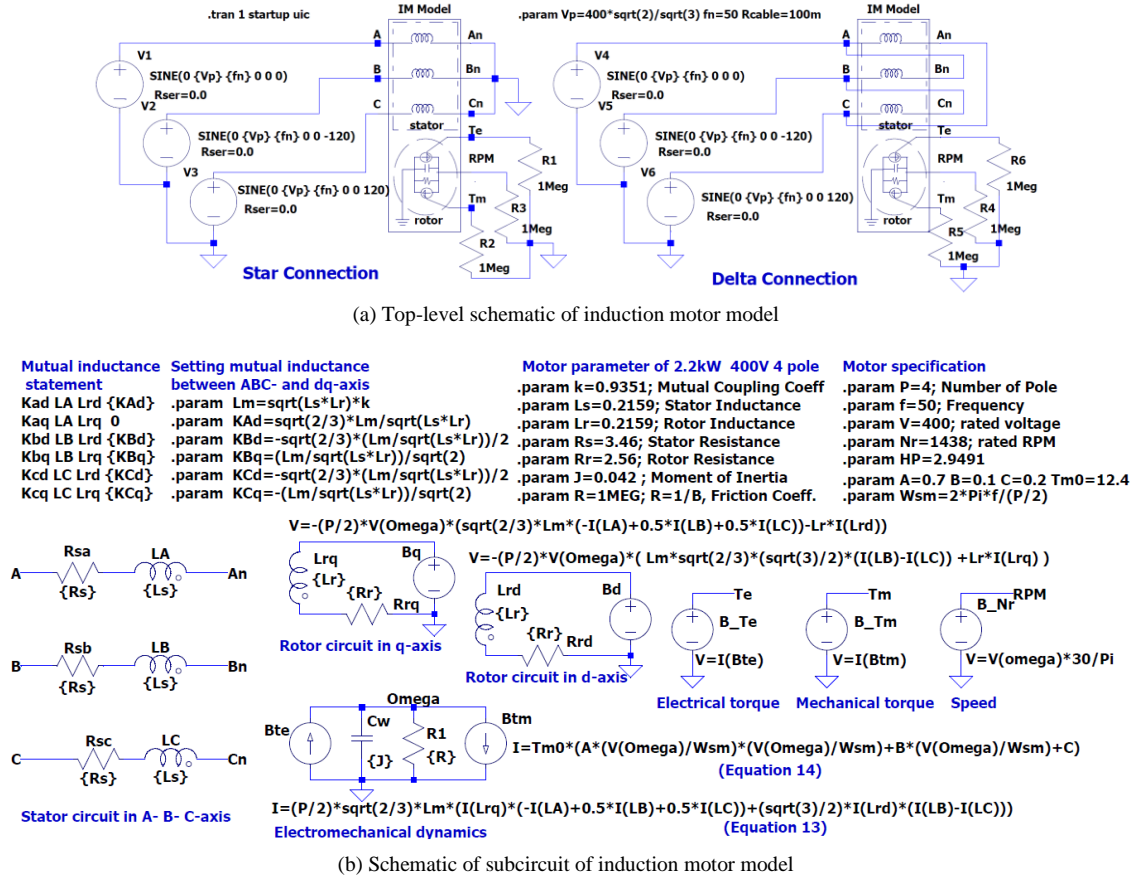 .tran 1 startup uic
IM Model
.param Vp=400*sqrt(2)/sqrt(3) fn=50 Rcable=100m
IM Model
A
An
V1
SINE(0 {Vp} {fn} 0 0 0)
Rser=0.0
B
Bn
V2
SINE(0 {Vp} {fn} 0 0 -120)
Rser=0.0
C
Cn
V3
SINE(0 {Vp} {fn} 0 0 120)
Rser=0.0
stator
Te
RPM
Tm
rotor
R1
1Meg
R3
1Meg
R2
1Meg
Star Connection
A
An
V4
SINE(0 {Vp} {fn} 0 0 0)
Rser=0.0
B
Bn
V5
SINE(0 {Vp} {fn} 0 0 -120)
Rser=0.0
C
Cn
V6
SINE(0 {Vp} {fn} 0 0 120)
Rser=0.0
stator
Te
RPM
Tm
rotor
R6
1Meg
R4
1Meg
R5
1Meg
Delta Connection
(a) Top-level schematic of induction motor model
Mutual inductance
statement
Kad LA Lrd {KAd}
Kaq LA Lrq 0
Kbd LB Lrd {KBd}
Kbq LB Lrq {KBq}
Kcd LC Lrd {KCd}
Kcq LC Lrq {KCq}
Setting mutual inductance
between ABC- and dq-axis
.param Lm=sqrt(Ls*Lr)*k
.param KAd=sqrt(2/3)*Lm/sqrt(Ls*Lr)
.param KBd=-sqrt(2/3)*(Lm/sqrt(Ls*Lr))/2
.param KBq=(Lm/sqrt(Ls*Lr))/sqrt(2)
.param KCd=-sqrt(2/3)*(Lm/sqrt(Ls*Lr))/2
.param KCq=-(Lm/sqrt(Ls*Lr))/sqrt(2)
Motor parameter of 2.2kW 400V 4 pole
.param k=0.9351; Mutual Coupling Coeff
.param Ls=0.2159; Stator Inductance
.param Lr=0.2159; Rotor Inductance
.param Rs=3.46; Stator Resistance
.param Rr=2.56; Rotor Resistance
.param J=0.042 ; Moment of Inertia
.param R=1MEG; R=1/B, Friction Coeff.
Motor specification
.param P=4; Number of Pole
.param f=50; Frequency
.param V=400; rated voltage
.param Nr=1438; rated RPM
.param HP=2.9491
.param A=0.7 B=0.1 C=0.2 Tm0=12.4
.param Wsm=2*Pi*f/(P/2)
V=-(P/2)*V(Omega)*(sqrt(2/3)*Lm*(-I(LA)+0.5*I(LB)+0.5*I(LC))-Lr*I(Lrd))
V=-(P/2)*V(Omega)*( Lm*sqrt(2/3)*(sqrt(3)/2)*(I(LB)-I(LC)) +Lr*I(Lrq) )
A
Rsa
{Rs}
LA
{Ls}
An
B
Rsb
{Rs}
LB
{Ls}
Bn
C
Rsc
{Rs}
LC
{Ls}
Cn
Stator circuit in A- B- C-axis
Lrq
{Lr}
Bq
{Rr}
Rrq
Rotor circuit in q-axis
Lrd
{Lr}
Bd
{Rr}
Rrd
Rotor circuit in d-axis
Te
B_Te
V=I(Bte)
Electrical torque
Tm
B_Tm
V=I(Btm)
Mechanical torque
RPM
B_Nr
V=V(omega)*30/Pi
Speed
Omega
Bte
Cw
{J}
R1
{R}
Btm
I=Tm0*(A*(V(Omega)/Wsm)*(V(Omega)/Wsm)+B*(V(Omega)/Wsm)+C)
(Equation 14)
I=(P/2)*sqrt(2/3)*Lm*(I(Lrq)*(-I(LA)+0.5*I(LB)+0.5*I(LC))+(sqrt(3)/2)*I(Lrd)*(I(LB)-I(LC)))
Electromechanical dynamics
(Equation 13)
(b) Schematic of subcircuit of induction motor model